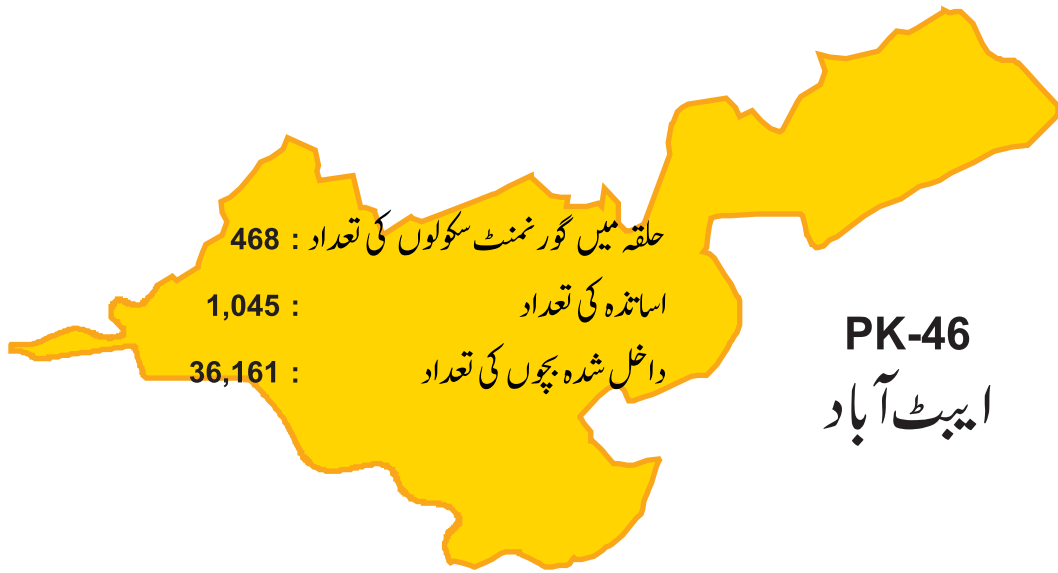 حلقہ میں گورنمنٹ سکولوں کی تعداد : 468
اساتذہ کی تعداد : 1,045
داخل شدہ بچوں کی تعداد : 36,161
PK-46
ایبٹ آباد